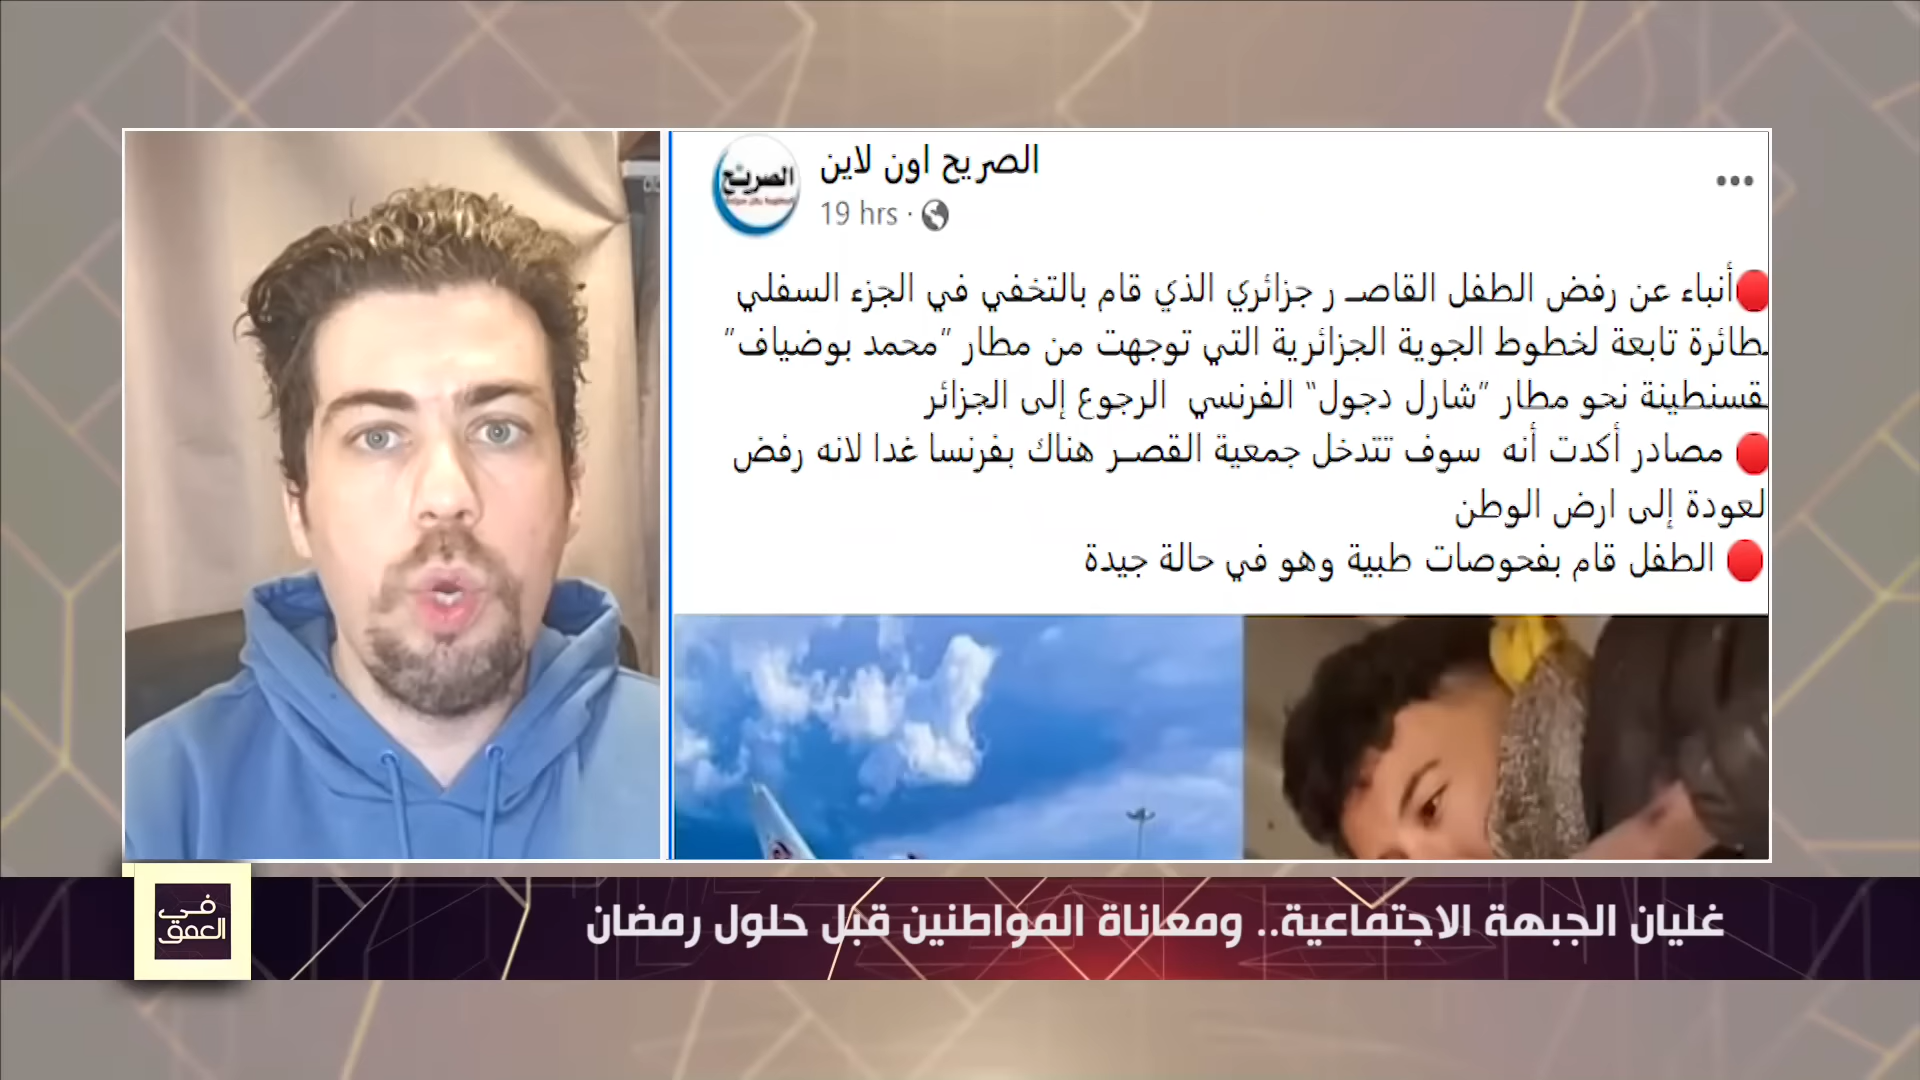 الصريح
الصريح اون لاين
19 hrs
أنباء عن رفض الطفل القاصـ ر جزائري الذي قام بالتخفي في الجزء السفلي
لطائرة تابعة لخطوط الجوية الجزائرية التي توجهت من مطار "محمد بوضياف"
بقسنطينة نحو مطار "شارل دجول" الفرنسي الرجوع إلى الجزائر
مصادر أكدت أنه سوف تتدخل جمعية القصـر هناك بفرنسا غدا لانه رفض
لعودة إلى ارض الوطن
الطفل قام بفحوصات طبية وهو في حالة جيدة
في
العمق
غليان الجبهة الاجتماعية.. ومعاناة المواطنين قبل حلول رمضان